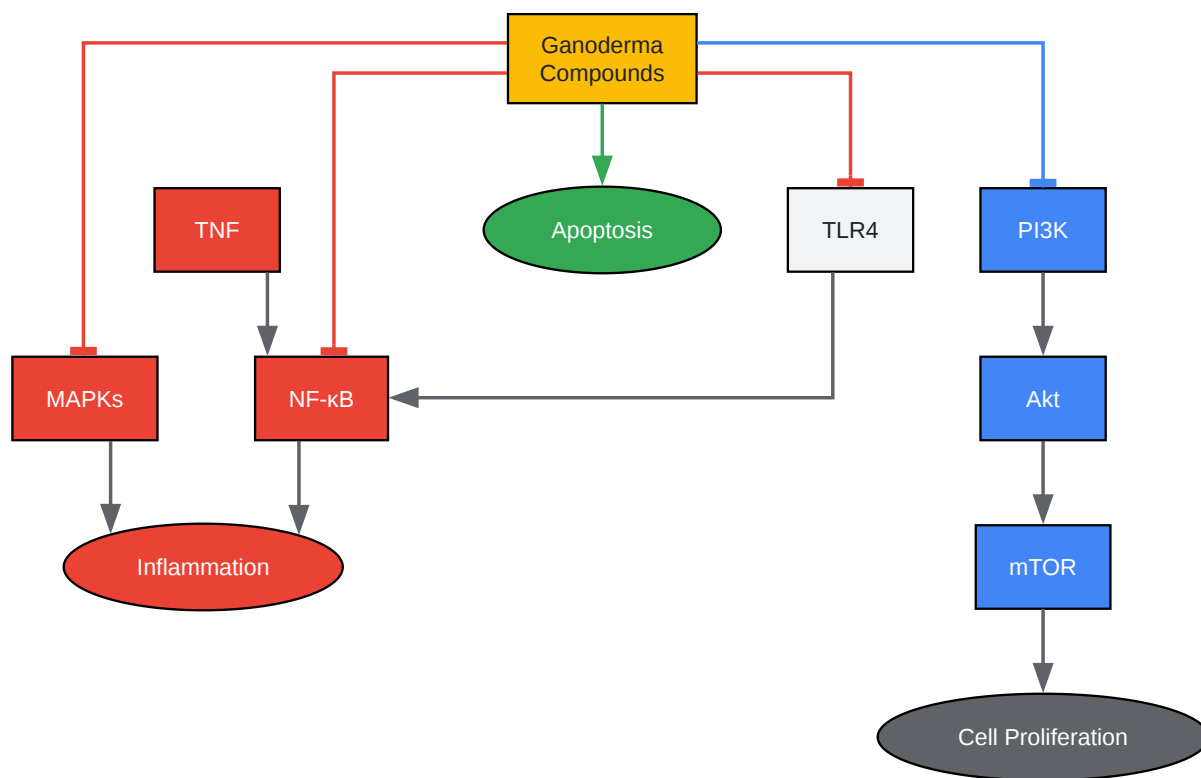 Ganoderma
Compounds
TNF
Apoptosis
TLR4
PI3K
MAPKs
NF-κB
Akt
Inflammation
mTOR
Cell Proliferation